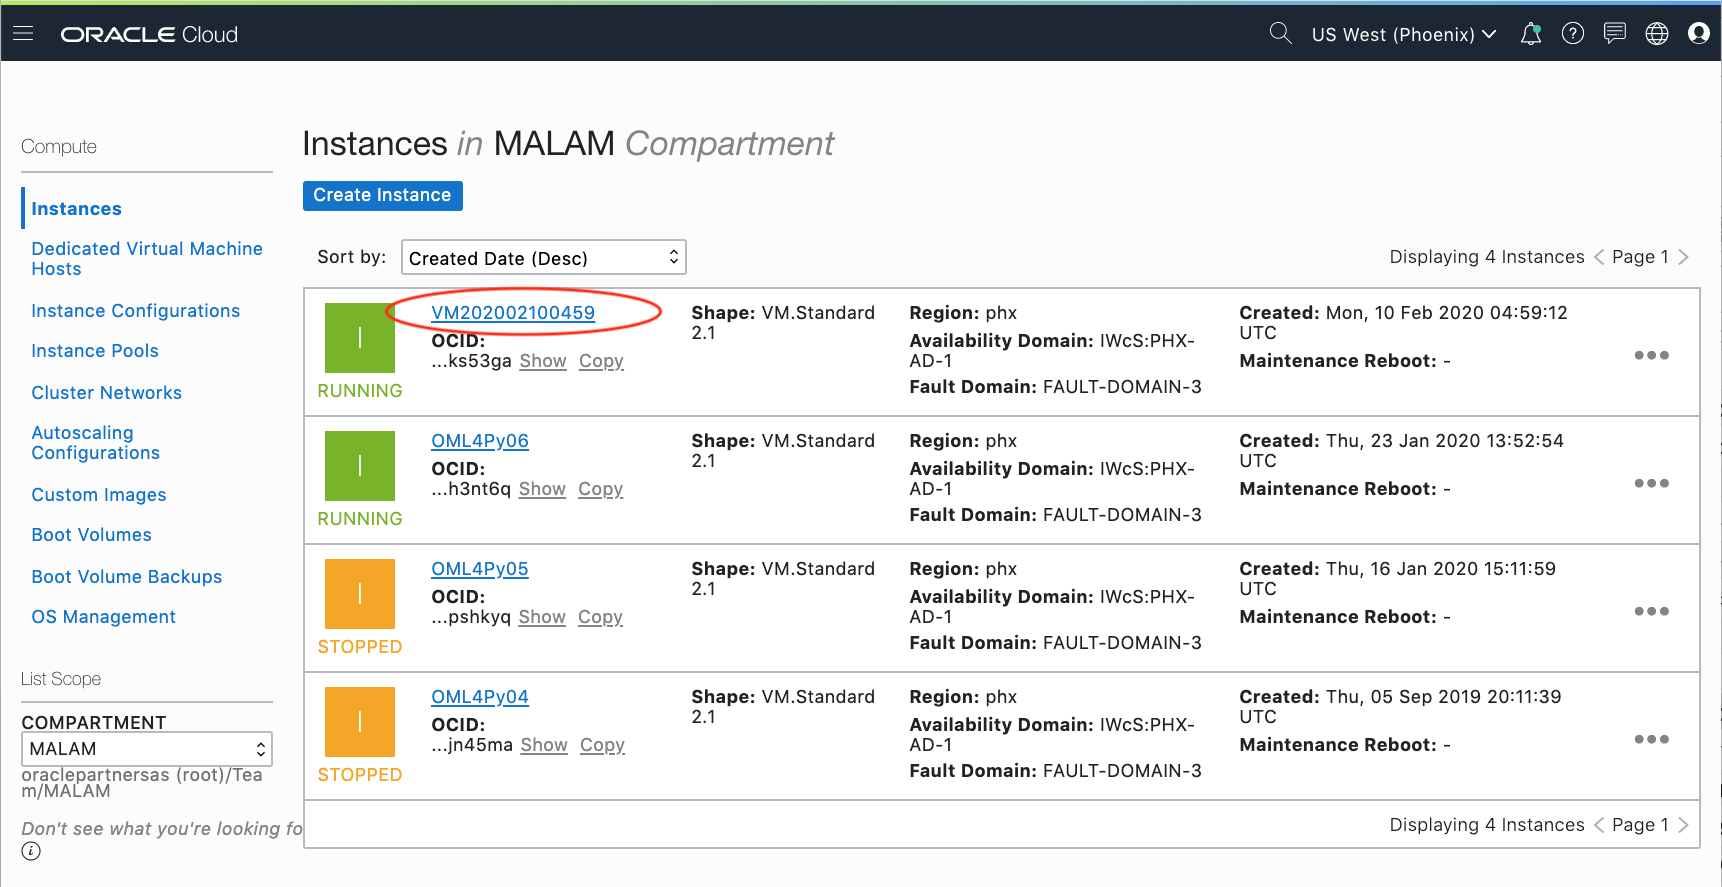 ORACLE Cloud
US West (Phoenix)
Compute
Instances
Dedicated Virtual Machine
Hosts
Instance Configurations
Instance Pools
Cluster Networks
Autoscaling
Configurations
Custom Images
Boot Volumes
Boot Volume Backups
OS Management
List Scope
COMPARTMENT
MALAM
oraclepartnersas (root)/Tea
m/MALAM
Don't see what you're looking fo
Instances in MALAM Compartment
Create Instance
Sort by: Created Date (Desc)
Displaying 4 Instances < Page 1 >
RUNNING
VM202002100459
OCID:
...ks53ga Show Copy
Shape: VM.Standard
2.1
Region: phx
Availability Domain: IWcS:PHX-
AD-1
Fault Domain: FAULT-DOMAIN-3
Created: Mon, 10 Feb 2020 04:59:12
UTC
Maintenance Reboot: -
RUNNING
OML4Py06
OCID:
...h3nt6q Show Copy
Shape: VM.Standard
2.1
Region: phx
Availability Domain: IWcS:PHX-
AD-1
Fault Domain: FAULT-DOMAIN-3
Created: Thu, 23 Jan 2020 13:52:54
UTC
Maintenance Reboot: -
STOPPED
OML4Py05
OCID:
...pshkyq Show Copy
Shape: VM.Standard
2.1
Region: phx
Availability Domain: IWcS:PHX-
AD-1
Fault Domain: FAULT-DOMAIN-3
Created: Thu, 16 Jan 2020 15:11:59
UTC
Maintenance Reboot: -
STOPPED
OML4Py04
OCID:
...jn45ma Show Copy
Shape: VM.Standard
2.1
Region: phx
Availability Domain: IWcS:PHX-
AD-1
Fault Domain: FAULT-DOMAIN-3
Created: Thu, 05 Sep 2019 20:11:39
UTC
Maintenance Reboot: -
Displaying 4 Instances < Page 1 >